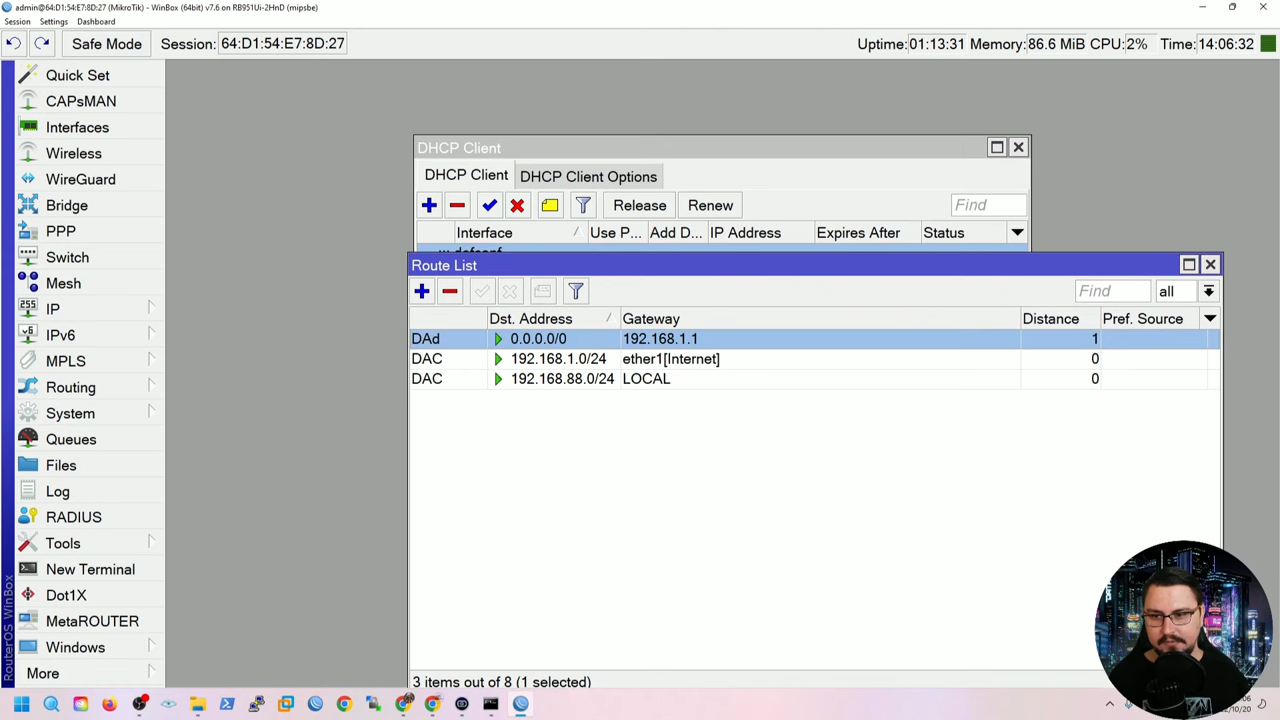 admin@64:D1:54:E7:8D:27 (MikroTik) - WinBox (64bit) v7.6 on RB951Ui-2HnD (mipsbe)
Session Settings Dashboard
Safe Mode Session: 64:D1:54:E7:8D:27 Uptime: 01:13:31 Memory: 86.6 MiB CPU: 2% Time: 14:06:32
Quick Set
CAPsMAN
Interfaces
Wireless
WireGuard
Bridge
PPP
Switch
Mesh
255
IP
v6
IPv6
MPLS
Routing
System
Queues
Files
Log
RADIUS
Tools
New Terminal
Dot1X
MetaROUTER
Windows
More
RouterOS WinBox
DHCP Client
DHCP Client DHCP Client Options
Release Renew Find
Interface / Use P... Add D... IP Address Expires After Status
Route List
Find all
Dst. Address / Gateway Distance Pref. Source
DAd 0.0.0.0/0 192.168.1.1 1
DAC 192.168.1.0/24 ether1[Internet] 0
DAC 192.168.88.0/24 LOCAL 0
3 items out of 8 (1 selected)